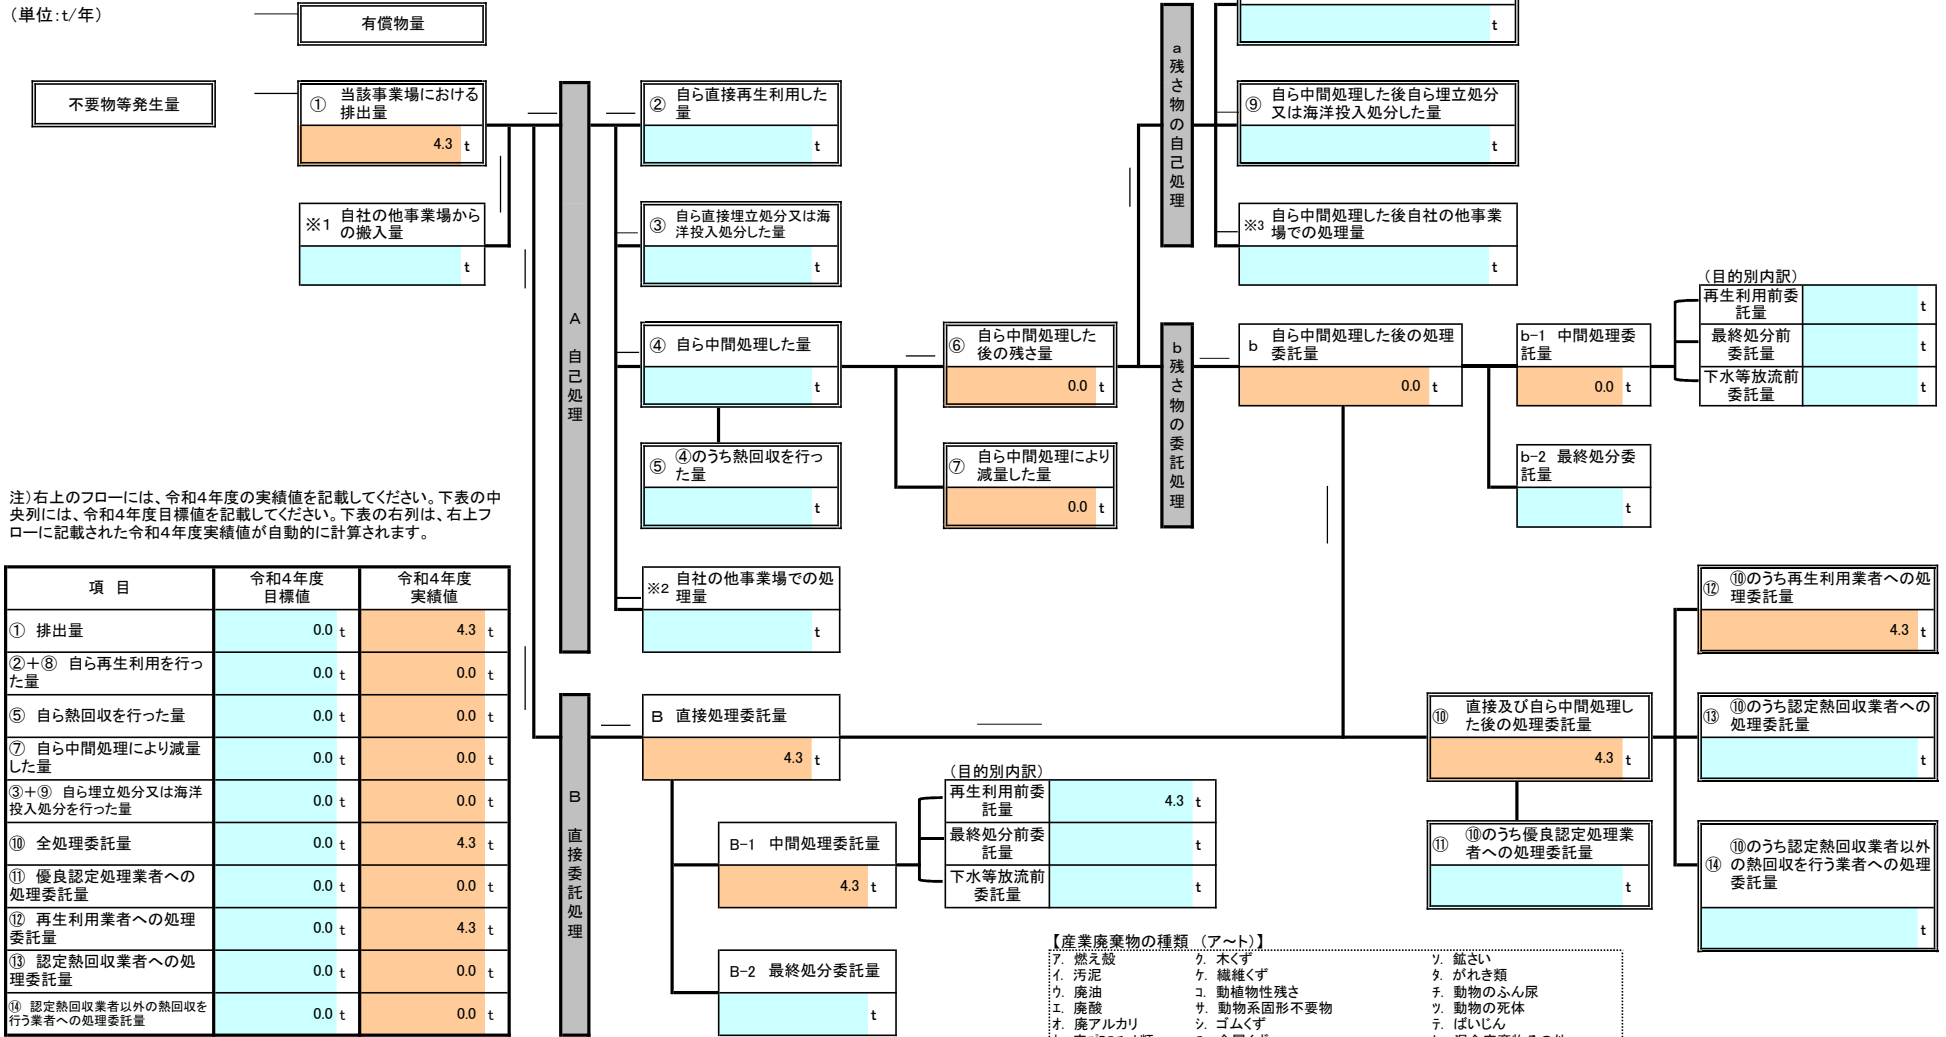 (単位:t/年)
有償物量
不要物等発生量
① 当該事業場における
排出量
4.3 t
※1 自社の他事業場から
の搬入量
t
A 自己処理
② 自ら直接再生利用した
量
t
③ 自ら直接埋立処分又は海
洋投入処分した量
t
④ 自ら中間処理した量
t
⑤ ④のうち熱回収を行っ
た量
t
※2 自社の他事業場での処
理量
t
⑥ 自ら中間処理した
後の残さ量
0.0 t
⑦ 自ら中間処理により
減量した量
0.0 t
a 残さ物の自己処理
t
⑨ 自ら中間処理した後自ら埋立処分
又は海洋投入処分した量
t
※3 自ら中間処理した後自社の他事業
場での処理量
t
b 残さ物の委託処理
b 自ら中間処理した後の処理
委託量
0.0 t
b-1 中間処理委
託量
0.0 t
b-2 最終処分委
託量
t
(目的別内訳)
再生利用前委
託量 t
最終処分前
委託量 t
下水等放流前
委託量 t
注)右上のフローには、令和4年度の実績値を記載してください。下表の中
央列には、令和4年度目標値を記載してください。下表の右列は、右上フ
ローに記載された令和4年度実績値が自動的に計算されます。
項 目 令和4年度
目標値 令和4年度
実績値
① 排出量 0.0 t 4.3 t
②+⑧ 自ら再生利用を行っ
た量 0.0 t 0.0 t
⑤ 自ら熱回収を行った量 0.0 t 0.0 t
⑦ 自ら中間処理により減量
した量 0.0 t 0.0 t
③+⑨ 自ら埋立処分又は海洋
投入処分を行った量 0.0 t 0.0 t
⑩ 全処理委託量 0.0 t 4.3 t
⑪ 優良認定処理業者への
処理委託量 0.0 t 0.0 t
⑫ 再生利用業者への処理
委託量 0.0 t 4.3 t
⑬ 認定熱回収業者への処
理委託量 0.0 t 0.0 t
⑭ 認定熱回収業者以外の熱回収を
行う業者への処理委託量 0.0 t 0.0 t
B 直接委託処理
B 直接処理委託量
4.3 t
B-1 中間処理委託量
4.3 t
B-2 最終処分委託量
t
(目的別内訳)
再生利用前委
託量 4.3 t
最終処分前委
託量 t
下水等放流前
委託量 t
⑩ 直接及び自ら中間処理し
た後の処理委託量
4.3 t
⑪ ⑩のうち優良認定処理業
者への処理委託量
t
⑫ ⑩のうち再生利用業者への処
理委託量
4.3 t
⑬ ⑩のうち認定熱回収業者への
処理委託量
t
⑭ ⑩のうち認定熱回収業者以外
の熱回収を行う業者への処理
委託量
t
【産業廃棄物の種類 (ア~ト)】
ア. 燃え殻 ク. 木くず ソ. 鉱さい
イ. 汚泥 ケ. 繊維くず タ. がれき類
ウ. 廃油 コ. 動植物性残さ チ. 動物のふん尿
エ. 廃酸 サ. 動物系固形不要物 ツ. 動物の死体
オ. 廃アルカリ シ. ゴムくず テ. ばいじん